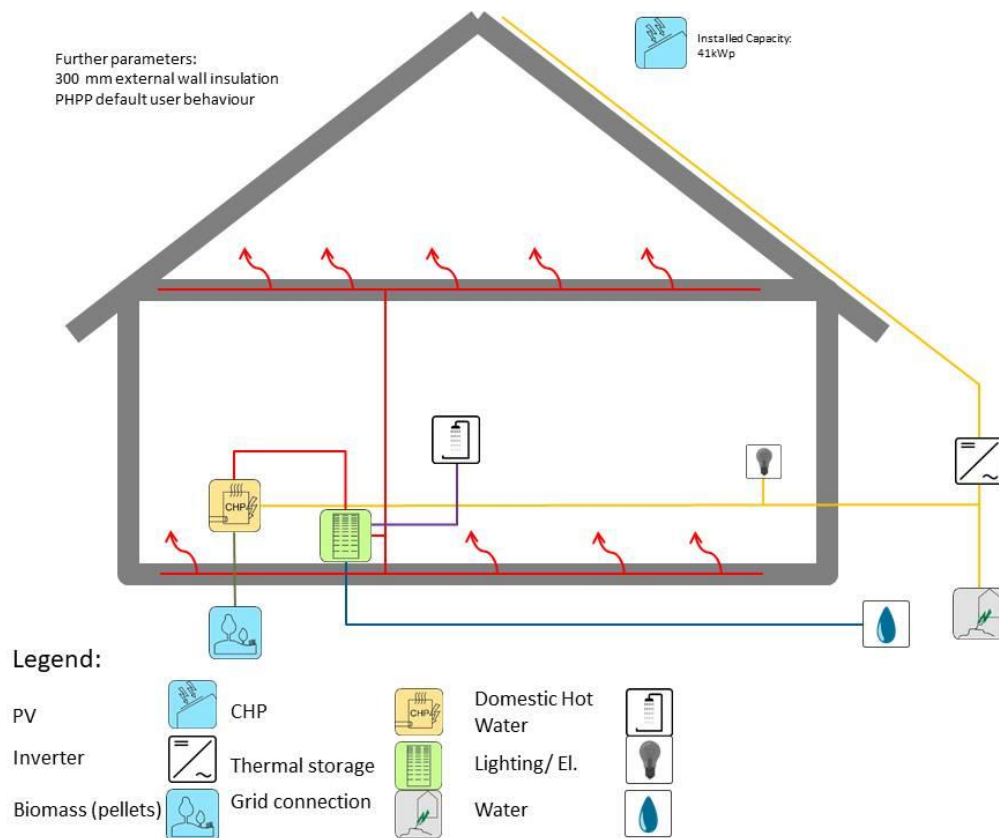 Further parameters:
300 mm external wall insulation
PHPP default user behaviour
Installed Capacity:
41kWp
CHP
Legend:
PV
CHP
CHP
Domestic Hot
Water
Inverter
Thermal storage
Lighting/ El.
Biomass (pellets)
Grid connection
Water